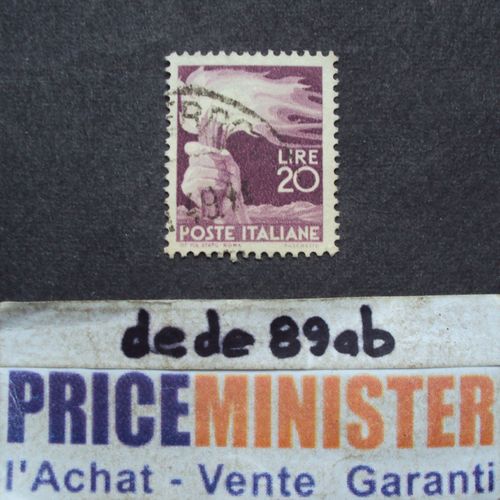 LIRE
20
POSTE ITALIANE
dede 89ab
PRICEMINISTER
l'Achat - Vente Garanti